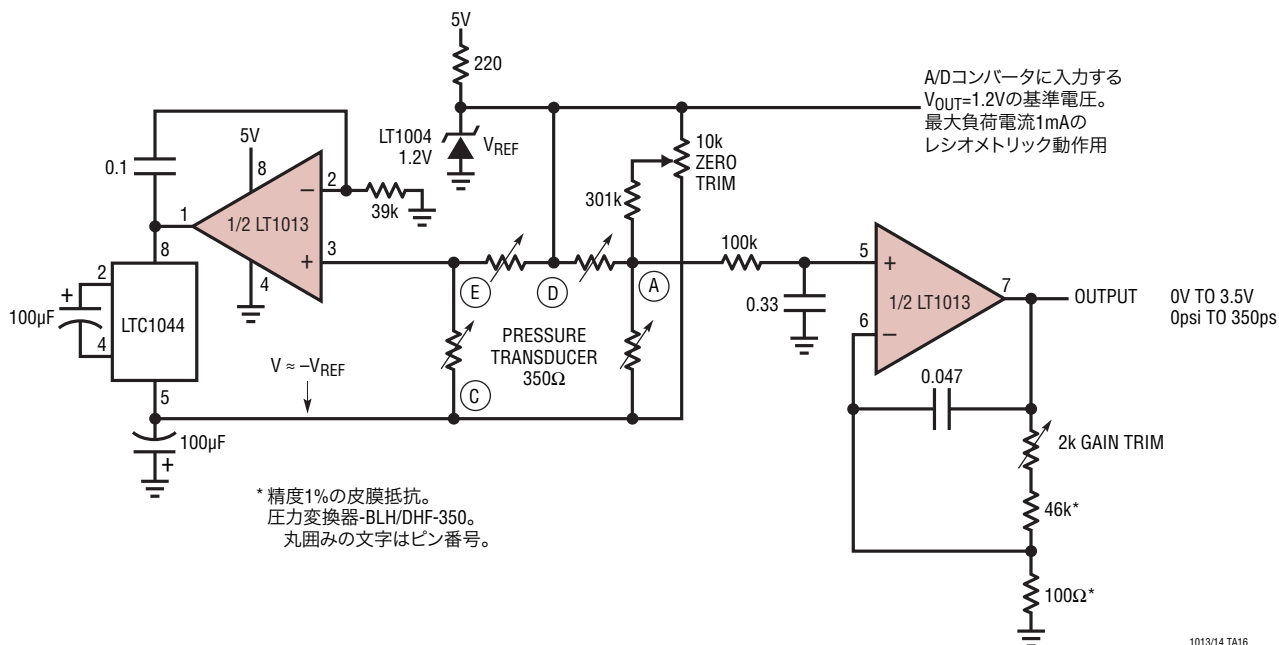 5V
220
A/Dコンバータに入力する
VOUT=1.2Vの基準電圧。
最大負荷電流1mAの
レシオメトリック動作用
LT1004
1.2V
VREF
10k
ZERO
TRIM
5V
0.1
8
2
−
39k
301k
1
1/2 LT1013
3
+
4
8
100k
5
+
1/2 LT1013
7
OUTPUT
0V TO 3.5V
0psi TO 350ps
6
−
0.33
2
+
100µF
4
LTC1044
5
E
D
A
PRESSURE
TRANSDUCER
350Ω
V ≈ –VREF
C
0.047
2k GAIN TRIM
100µF
+
46k*
100Ω*
* 精度1%の皮膜抵抗。
圧力変換器-BLH/DHF-350。
丸囲みの文字はピン番号。
1013/14 TA16